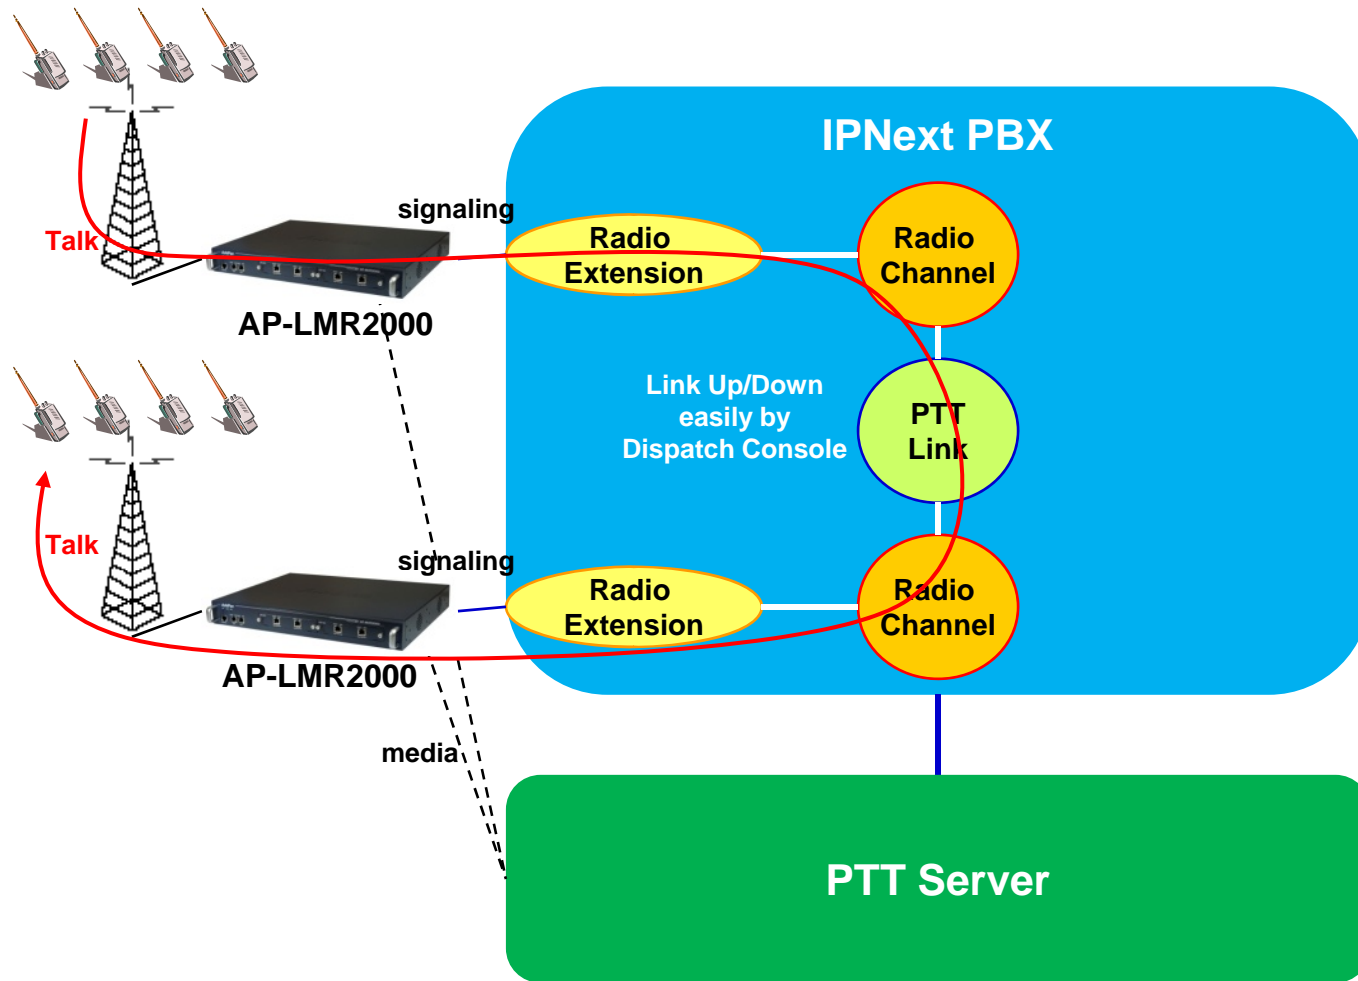 IPNext PBX
signaling
Talk
Radio
Extension
Radio
Channel
AP-LMR2000
Link Up/Down
easily by
Dispatch Console
PTT
Link
Talk
signaling
Radio
Extension
Radio
Channel
AP-LMR2000
media
PTT Server